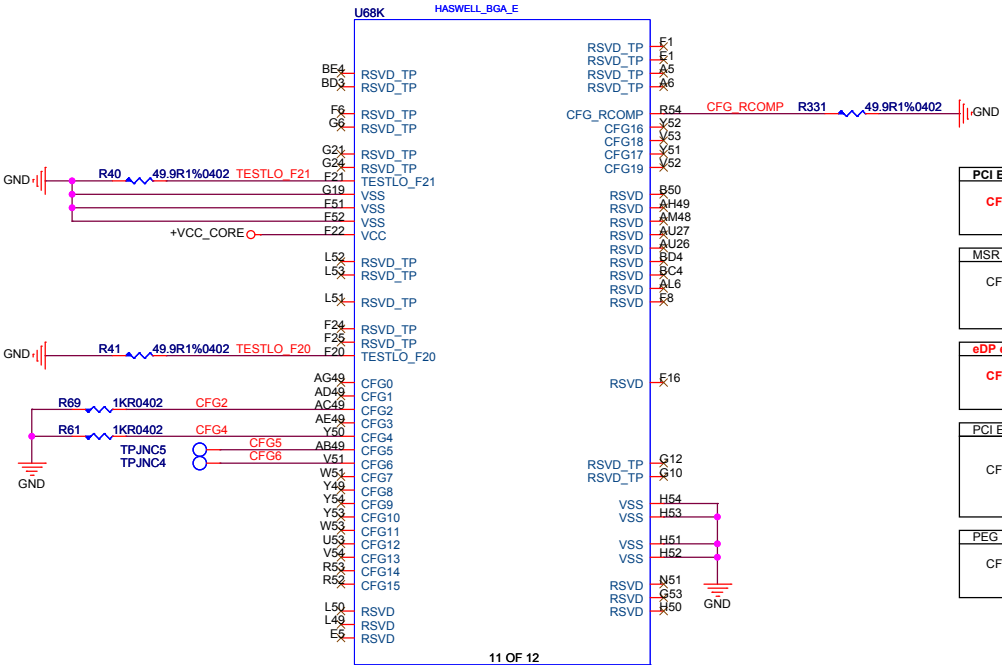 U68K HASWELL_BGA_E
BE4 RSVD_TP
BD3 RSVD_TP
F6 RSVD_TP
G6 RSVD_TP
G21 RSVD_TP
G24 RSVD_TP
GND R40 49.9R1%0402 TESTLO_F21 F21 TESTLO_F21
G19 VSS
F51 VSS
F52 VSS
+VCC_CORE F22 VCC
L52 RSVD_TP
L53 RSVD_TP
L51 RSVD_TP
F24 RSVD_TP
F25 RSVD_TP
GND R41 49.9R1%0402 TESTLO_F20 F20 TESTLO_F20
AG49 CFG0
AD49 CFG1
R69 1KR0402 CFG2 AC49 CFG2
AE49 CFG3
R61 1KR0402 CFG4 Y50 CFG4
TPJNC5 CFG5 AB49 CFG5
TPJNC4 CFG6 V51 CFG6
GND
W51 CFG7
Y49 CFG8
Y54 CFG9
Y53 CFG10
W53 CFG11
U53 CFG12
V54 CFG13
R53 CFG14
R52 CFG15
L50 RSVD
L49 RSVD
E5 RSVD
RSVD_TP F1
RSVD_TP E1
RSVD_TP A5
RSVD_TP A6
CFG_RCOMP R54 CFG_RCOMP R331 49.9R1%0402 GND
CFG16 Y52
CFG18 V53
CFG17 Y51
CFG19 V52
RSVD B50
RSVD AH49
RSVD AM48
RSVD AU27
RSVD AU26
RSVD BD4
RSVD BC4
RSVD AL6
RSVD F8
RSVD F16
RSVD_TP G12
RSVD_TP G10
VSS H54
VSS H53
VSS H51
VSS H52
RSVD N51
RSVD G53
RSVD H50
GND
11 OF 12
PCI E
CF
MSR
CF
eDP e
CF
PCI E
CF
PEG
CF